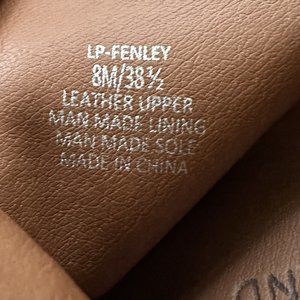 LP-FENLEY
8M/38½
LEATHER UPPER
MAN MADE LINING
MAN MADE SOLE
MADE IN CHINA